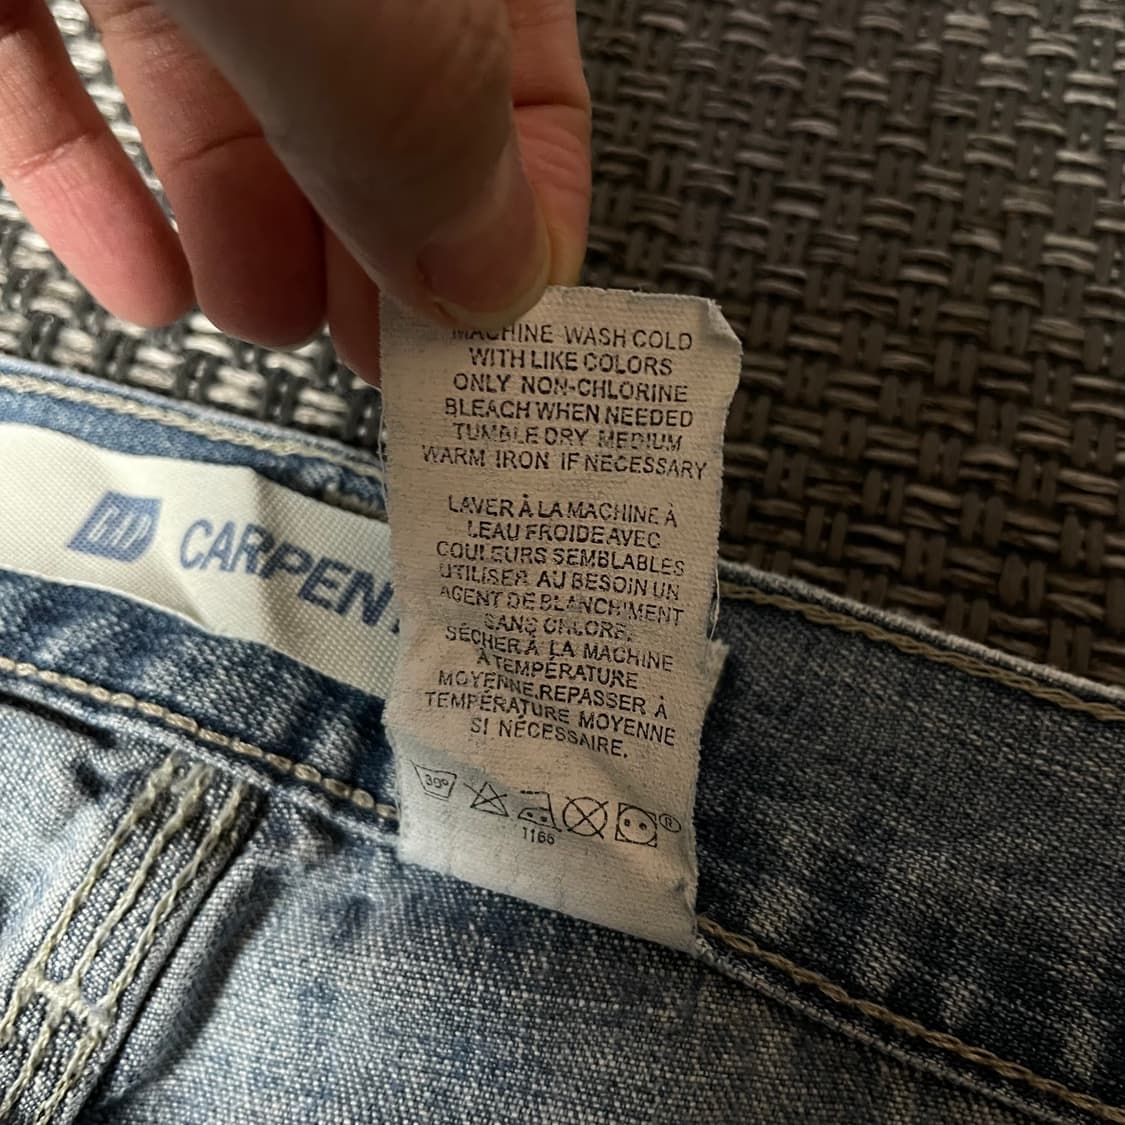 MACHINE WASH COLD
WITH LIKE COLORS
ONLY NON-CHLORINE
BLEACH WHEN NEEDED
TUMBLE DRY MEDIUM
WARM IRON IF NECESSARY
LAVER À LA MACHINE À
LEAU FROIDE AVEC
COULEURS SEMBLABLES
UTILISER AU BESOIN UN
AGENT DE BLANCHIMENT
SANS CHLORE.
SÉCHER À LA MACHINE
À TEMPÉRATURE
MOYENNE.REPASSER À
TEMPÉRATURE MOYENNE
SI NÉCESSAIRE.
30° ®
1166
CARPEN